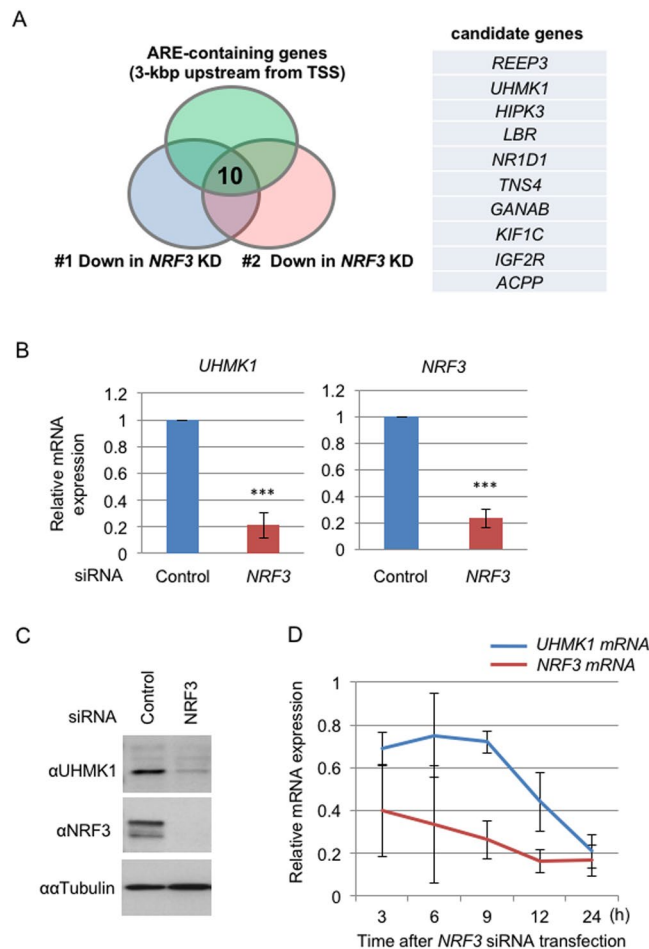 A
ARE-containing genes
(3-kbp upstream from TSS)
10
#1 Down in NRF3 KD
#2 Down in NRF3 KD
candidate genes
REEP3
UHMK1
HIPK3
LBR
NR1D1
TNS4
GANAB
KIF1C
IGF2R
ACPP
B
UHMK1
Relative mRNA
expression
1.2
1
0.8
0.6
0.4
0.2
0
***
siRNA
Control
NRF3
NRF3
1.2
1
0.8
0.6
0.4
0.2
0
***
Control
NRF3
C
siRNA
Control
NRF3
αUHMK1
αNRF3
ααTubulin
D
UHMK1 mRNA
NRF3 mRNA
Relative mRNA expression
1
0.8
0.6
0.4
0.2
0
3 6 9 12 24 (h)
Time after NRF3 siRNA transfection